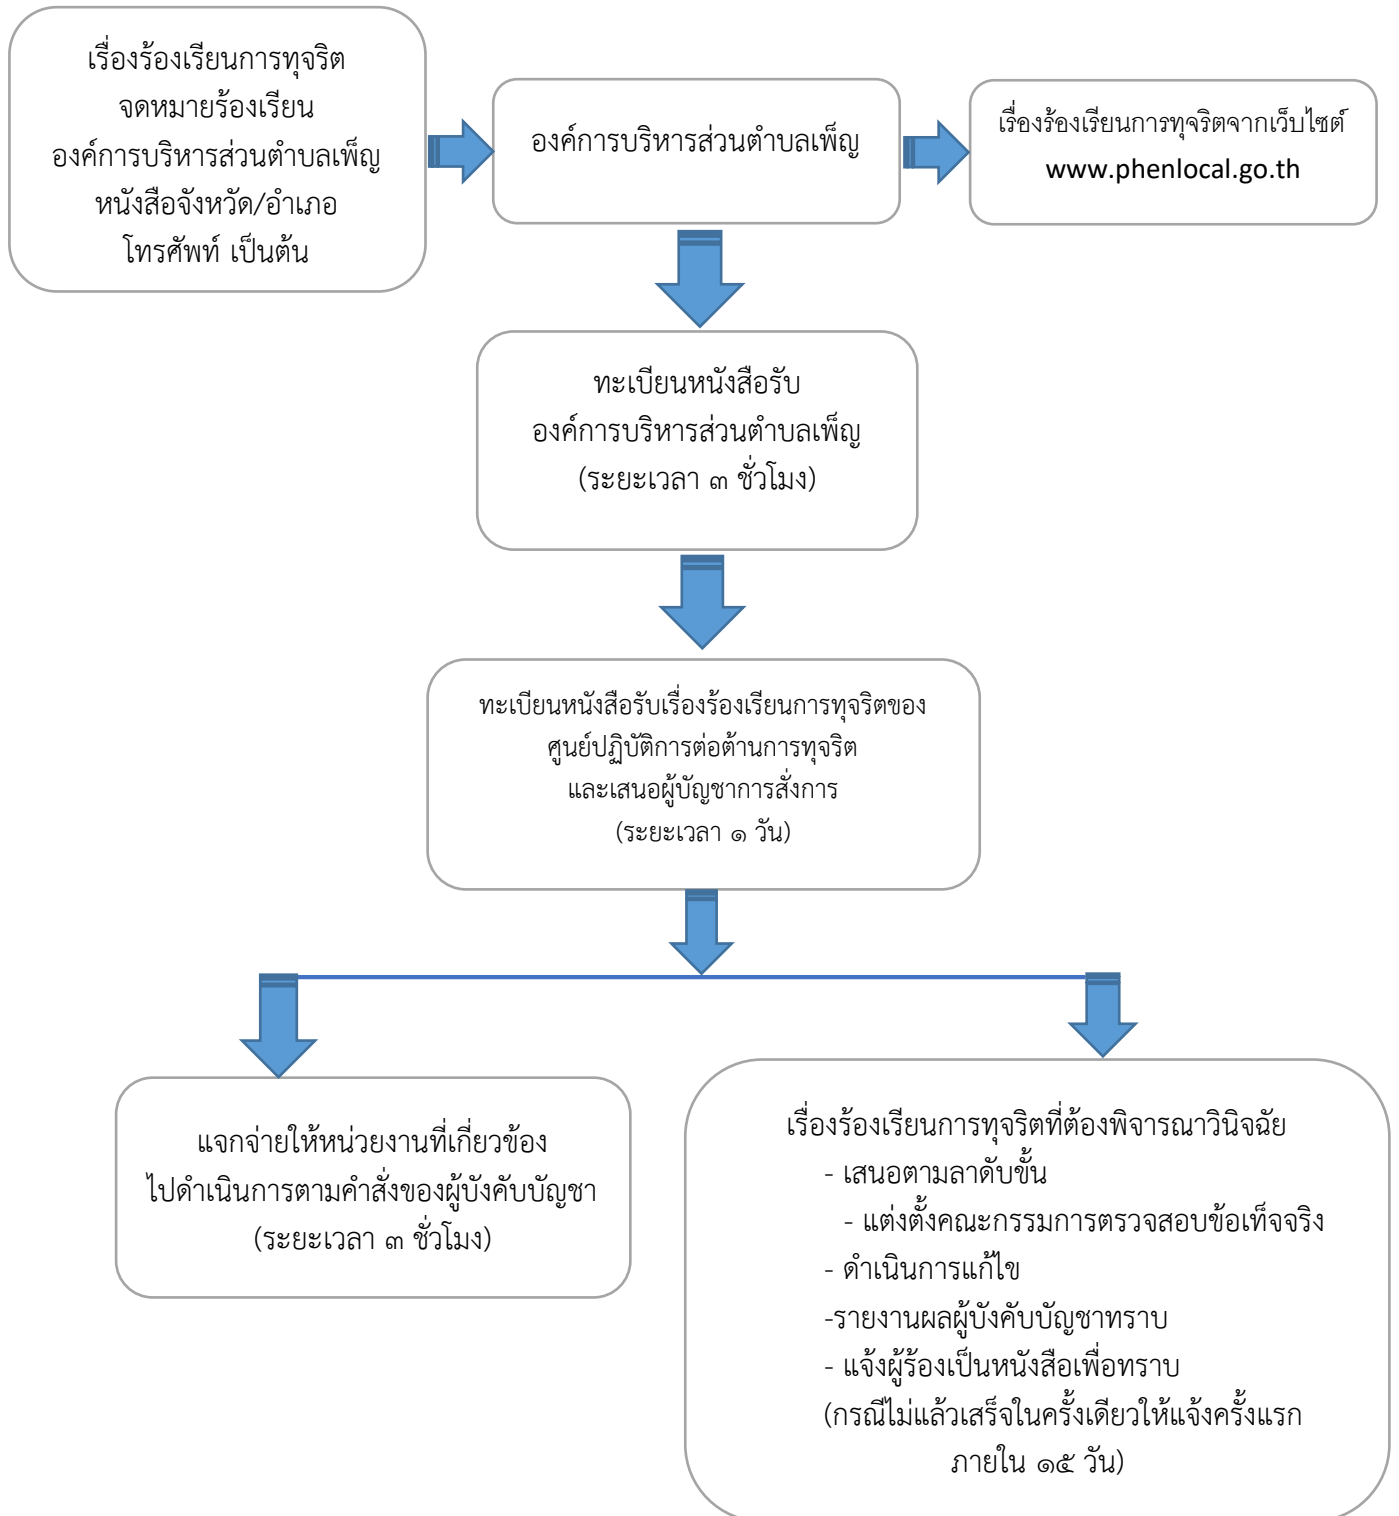 เรื่องร้องเรียนการทุจริต
จดหมายร้องเรียน
องค์การบริหารส่วนตำบลเพ็ญ
หนังสือจังหวัด/อำเภอ
โทรศัพท์ เป็นต้น
องค์การบริหารส่วนตำบลเพ็ญ
เรื่องร้องเรียนการทุจริตจากเว็บไซต์
www.phenlocal.go.th
ทะเบียนหนังสือรับ
องค์การบริหารส่วนตำบลเพ็ญ
(ระยะเวลา ๓ ชั่วโมง)
ทะเบียนหนังสือรับเรื่องร้องเรียนการทุจริตของ
ศูนย์ปฏิบัติการต่อต้านการทุจริต
และเสนอผู้บัญชาการสั่งการ
(ระยะเวลา ๑ วัน)
แจกจ่ายให้หน่วยงานที่เกี่ยวข้อง
ไปดำเนินการตามคำสั่งของผู้บังคับบัญชา
(ระยะเวลา ๓ ชั่วโมง)
เรื่องร้องเรียนการทุจริตที่ต้องพิจารณาวินิจฉัย
- เสนอตามลาดับขั้น
- แต่งตั้งคณะกรรมการตรวจสอบข้อเท็จจริง
- ดำเนินการแก้ไข
-รายงานผลผู้บังคับบัญชาทราบ
- แจ้งผู้ร้องเป็นหนังสือเพื่อทราบ
(กรณีไม่แล้วเสร็จในครั้งเดียวให้แจ้งครั้งแรก
ภายใน ๑๕ วัน)